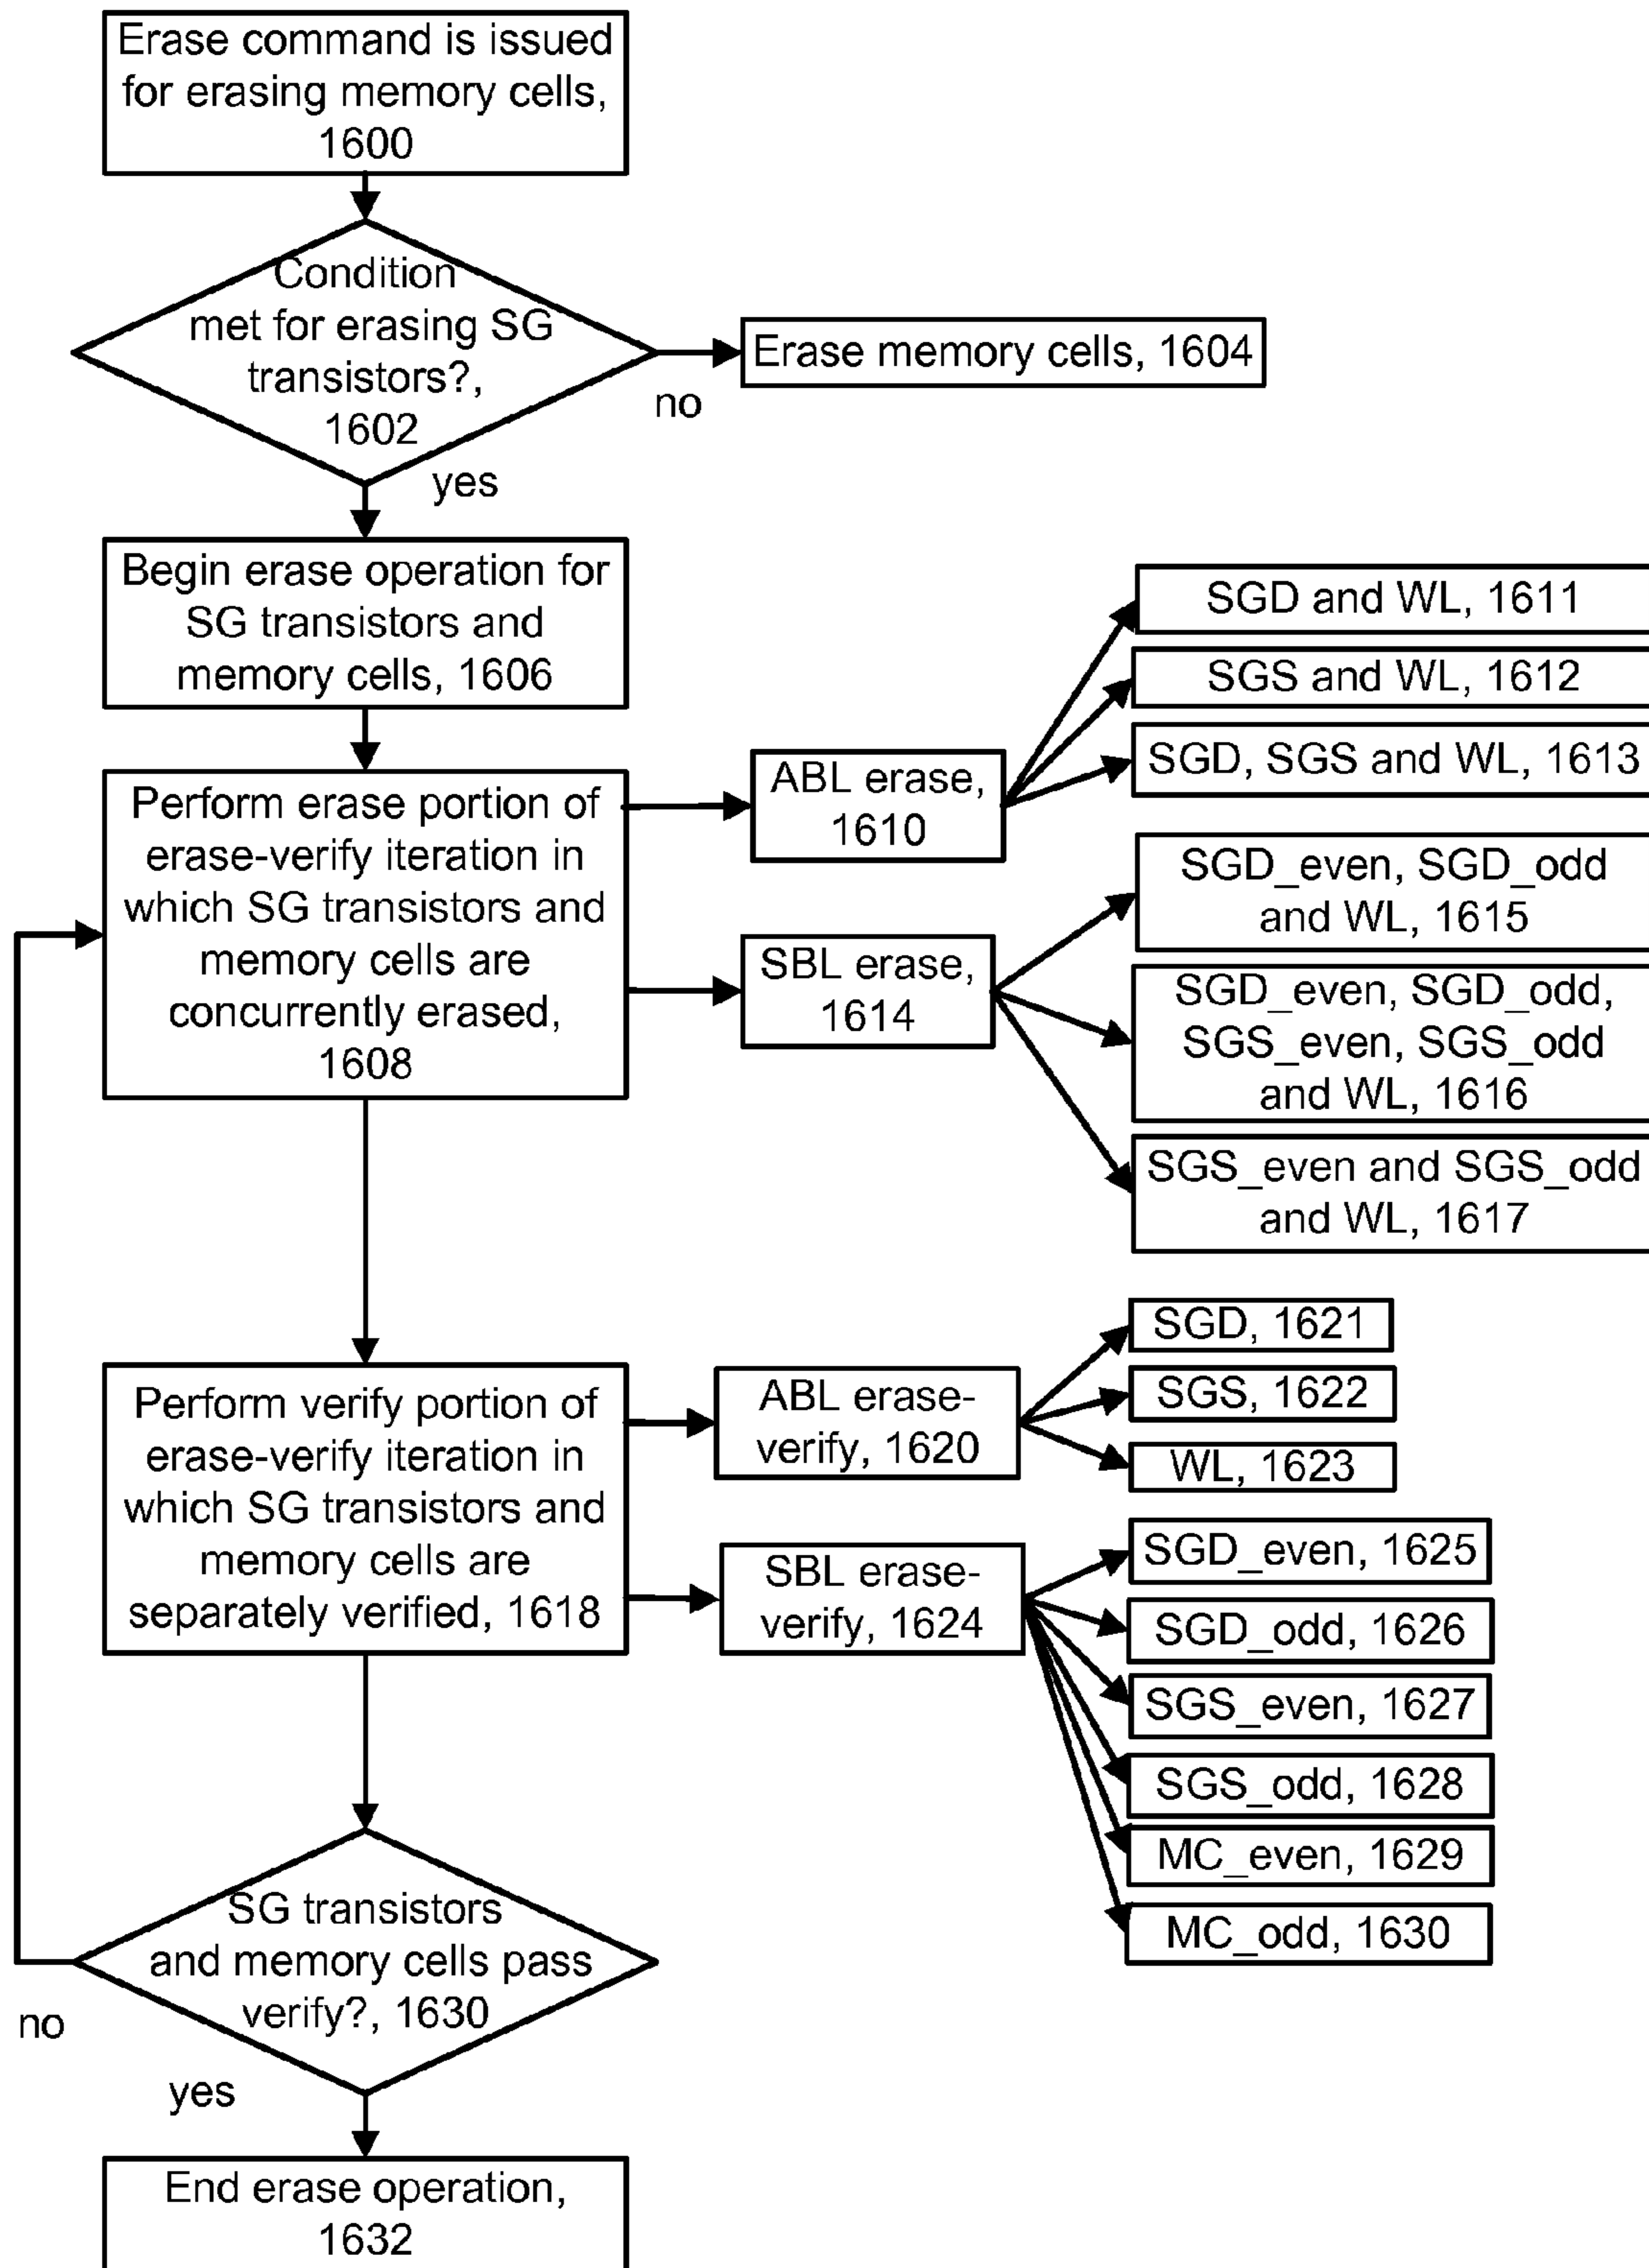 Erase command is issued
for erasing memory cells,
1600
Condition
met for erasing SG
transistors?,
1602
no
Erase memory cells, 1604
yes
Begin erase operation for
SG transistors and
memory cells, 1606
Perform erase portion of
erase-verify iteration in
which SG transistors and
memory cells are
concurrently erased,
1608
ABL erase,
1610
SGD and WL, 1611
SGS and WL, 1612
SGD, SGS and WL, 1613
SBL erase,
1614
SGD_even, SGD_odd
and WL, 1615
SGD_even, SGD_odd,
SGS_even, SGS_odd
and WL, 1616
SGS_even and SGS_odd
and WL, 1617
Perform verify portion of
erase-verify iteration in
which SG transistors and
memory cells are
separately verified, 1618
ABL erase-
verify, 1620
SGD, 1621
SGS, 1622
WL, 1623
SBL erase-
verify, 1624
SGD_even, 1625
SGD_odd, 1626
SGS_even, 1627
SGS_odd, 1628
MC_even, 1629
MC_odd, 1630
SG transistors
and memory cells pass
verify?, 1630
no
yes
End erase operation,
1632